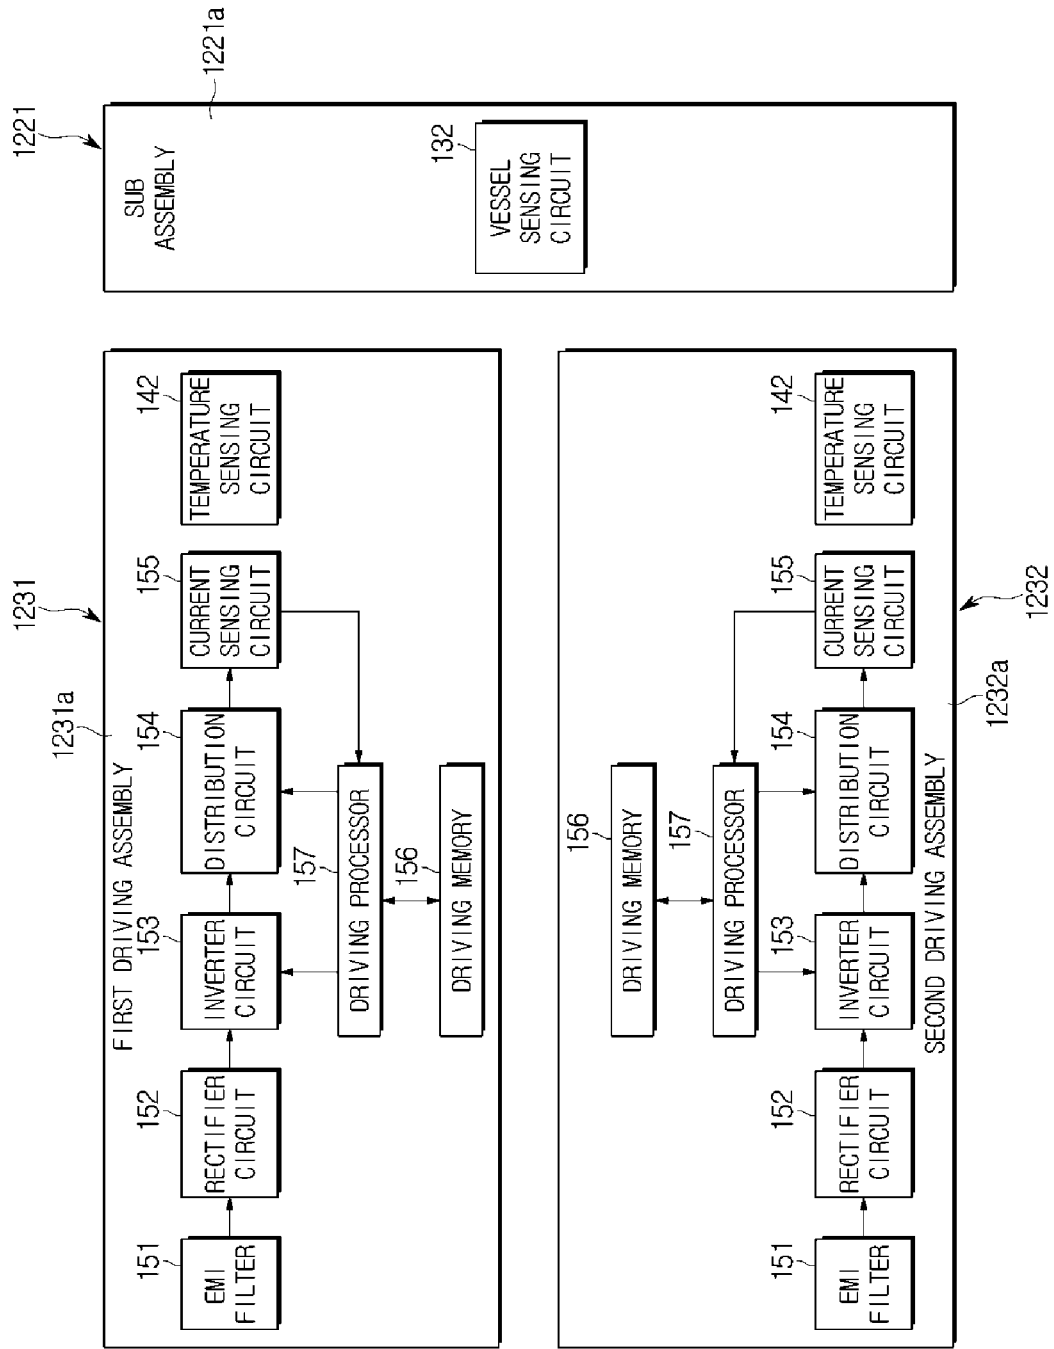 1221
1221a
SUB
ASSEMBLY
132
VESSEL
SENSING
CIRCUIT
1231
1231a
FIRST DRIVING ASSEMBLY
151
EMI
FILTER
152
RECTIFIER
CIRCUIT
153
INVERTER
CIRCUIT
154
DISTRIBUTION
CIRCUIT
155
CURRENT
SENSING
CIRCUIT
142
TEMPERATURE
SENSING
CIRCUIT
157
DRIVING PROCESSOR
156
DRIVING MEMORY
156
DRIVING MEMORY
157
DRIVING PROCESSOR
151
EMI
FILTER
152
RECTIFIER
CIRCUIT
153
INVERTER
CIRCUIT
154
DISTRIBUTION
CIRCUIT
155
CURRENT
SENSING
CIRCUIT
142
TEMPERATURE
SENSING
CIRCUIT
SECOND DRIVING ASSEMBLY
1232a
1232